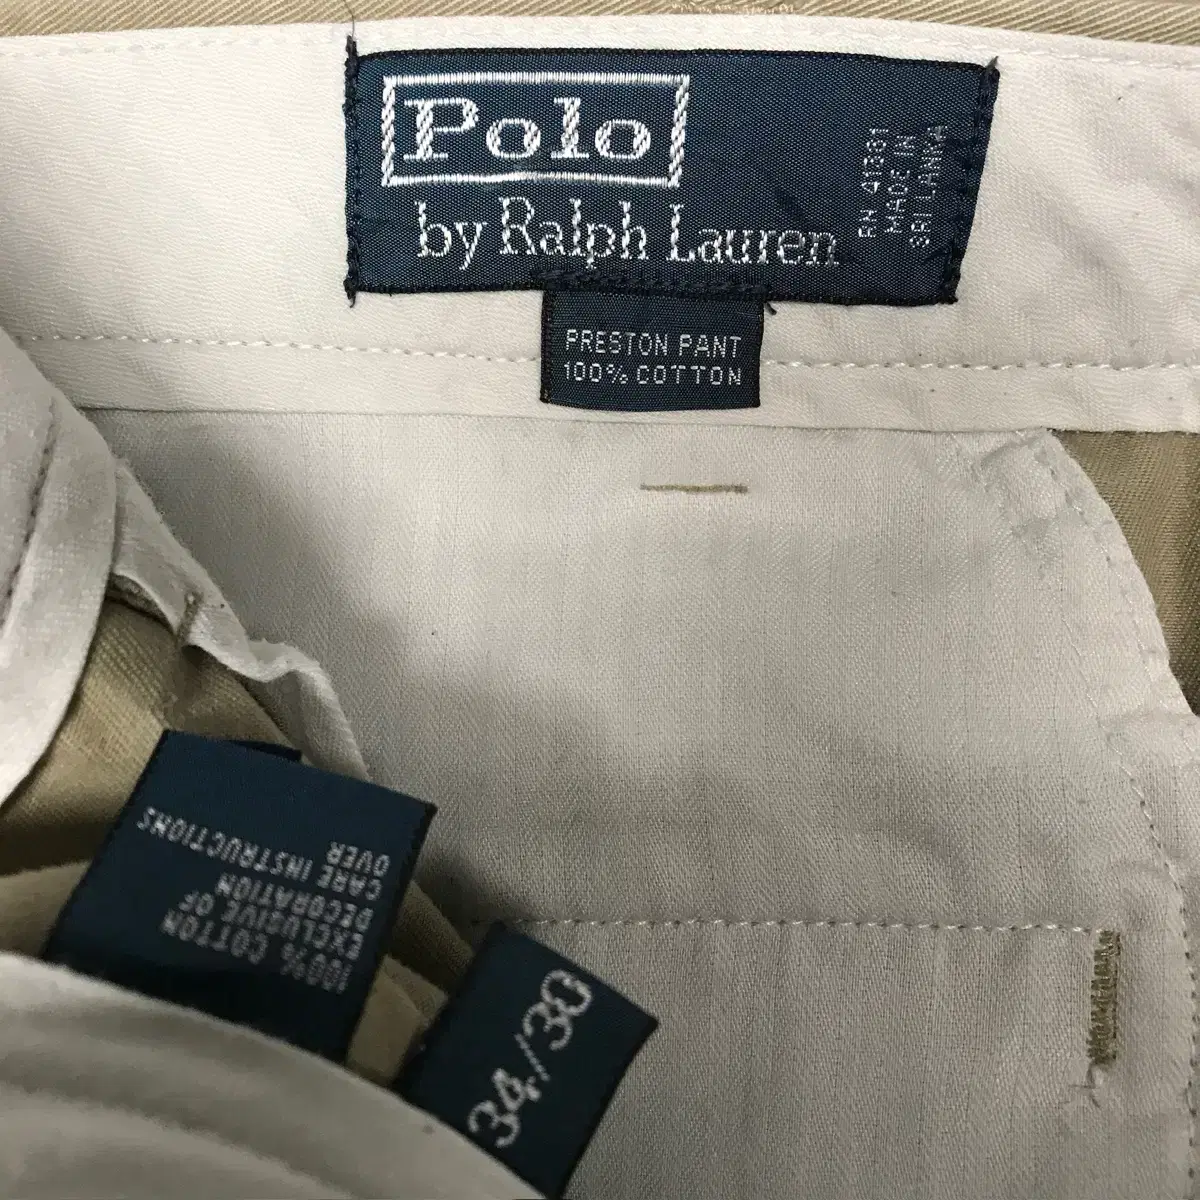 Polo
by Ralph Lauren
RN 41381
MADE IN
SRI LANKA
PRESTON PANT
100% COTTON
100% COTTON
EXCLUSIVE OF
DECORATION
CARE INSTRUCTIONS
OVER
34/30